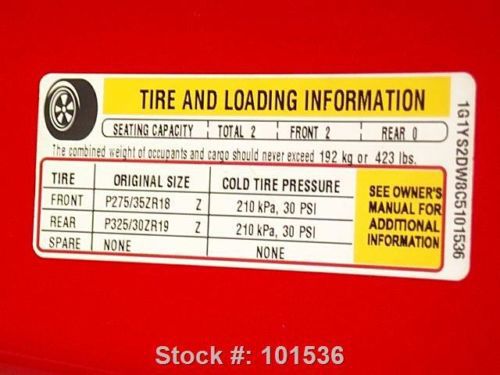 TIRE AND LOADING INFORMATION
SEATING CAPACITY TOTAL 2 FRONT 2 REAR 0
The combined weight of occupants and cargo should never exceed 192 kg or 423 lbs.
TIRE ORIGINAL SIZE COLD TIRE PRESSURE
FRONT P275/35ZR18 Z 210 kPa, 30 PSI
REAR P325/30ZR19 Z 210 kPa, 30 PSI
SPARE NONE NONE
SEE OWNER'S
MANUAL FOR
ADDITIONAL
INFORMATION
1G1YS2DW8C5101536
Stock #: 101536